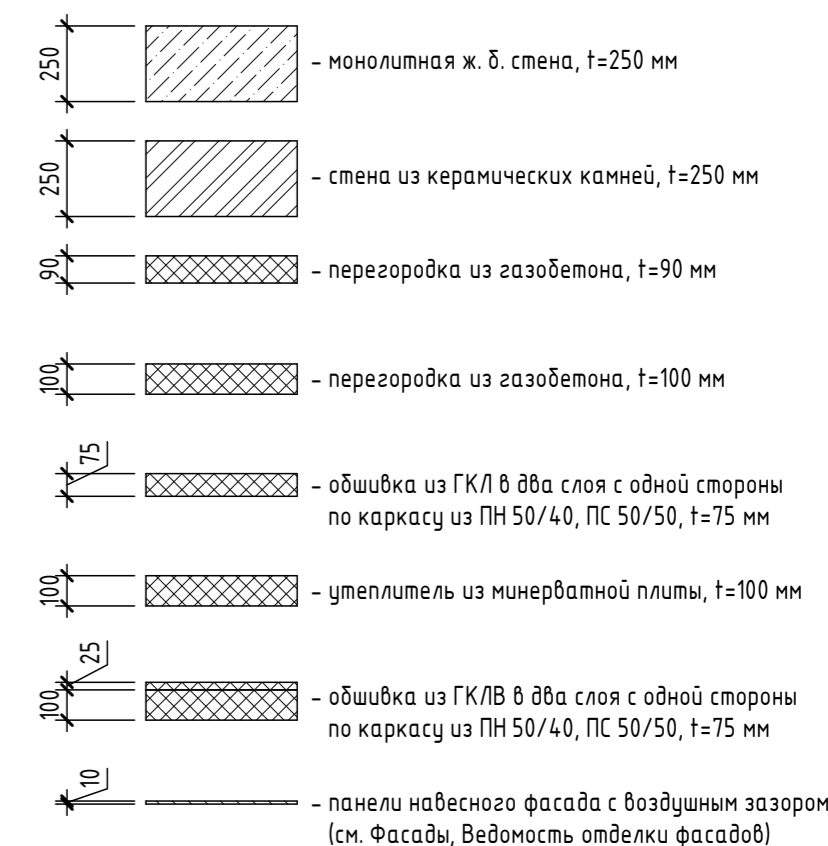 250
– монолитная ж. б. стена, t=250 мм
250
– стена из керамических камней, t=250 мм
90
– перегородка из газобетона, t=90 мм
100
– перегородка из газобетона, t=100 мм
75
– обшивка из ГКЛ в два слоя с одной стороны
по каркасу из ПН 50/40, ПС 50/50, t=75 мм
100
– утеплитель из минерватной плиты, t=100 мм
25
100
– обшивка из ГКЛВ в два слоя с одной стороны
по каркасу из ПН 50/40, ПС 50/50, t=75 мм
10
– панели навесного фасада с воздушным зазором
(см. Фасады, Ведомость отделки фасадов)